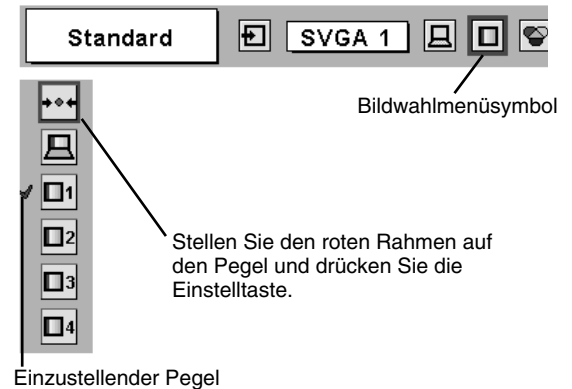 Standard
SVGA 1
Bildwahlmenüsymbol
1
Stellen Sie den roten Rahmen auf
2
den Pegel und drücken Sie die
3
Einstelltaste.
4
Einzustellender Pegel